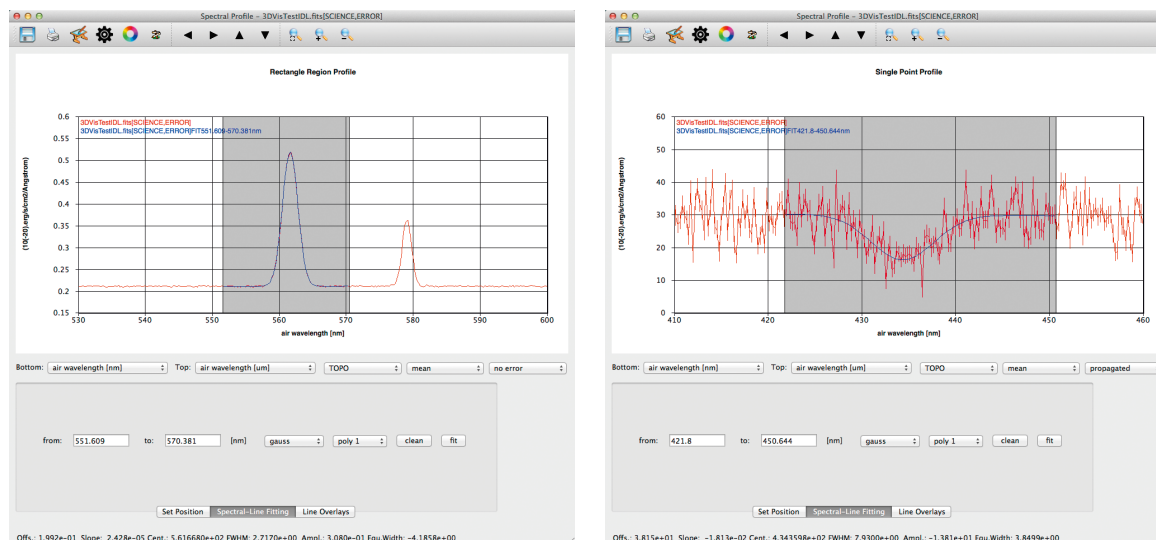 Spectral Profile - 3DVisTestIDL.fits[SCIENCE,ERROR]
Rectangle Region Profile
3DVisTestIDL.fits[SCIENCE,ERROR]
3DVisTestIDL.fits[SCIENCE,ERROR]FIT551.609-570.381nm
(10(-20).erg/s/cm2/Angstrom)
0.6
0.55
0.5
0.45
0.4
0.35
0.3
0.25
0.2
0.15
530 540 550 560 570 580 590 600
air wavelength [nm]
Bottom: air wavelength [nm] Top: air wavelength [um] TOPO mean no error
from: 551.609 to: 570.381 [nm] gauss poly 1 clean fit
Set Position Spectral-Line Fitting Line Overlays
Offs.: 1.992e-01 Slope: 2.428e-05 Cent.: 5.616680e+02 FWHM: 2.7170e+00 Ampl.: 3.080e-01 Equ.Width: -4.1858e+00
Spectral Profile - 3DVisTestIDL.fits[SCIENCE,ERROR]
Single Point Profile
3DVisTestIDL.fits[SCIENCE,ERROR]
3DVisTestIDL.fits[SCIENCE,ERROR]FIT421.8-450.644nm
(10(-20).erg/s/cm2/Angstrom)
60
50
40
30
20
10
0
410 420 430 440 450 460
air wavelength [nm]
Bottom: air wavelength [nm] Top: air wavelength [um] TOPO mean propagated
from: 421.8 to: 450.644 [nm] gauss poly 1 clean fit
Set Position Spectral-Line Fitting Line Overlays
Offs.: 3.815e+01 Slope: -1.813e-02 Cent.: 4.343598e+02 FWHM: 7.9300e+00 Ampl.: -1.381e+01 Equ.Width: 3.8499e+00